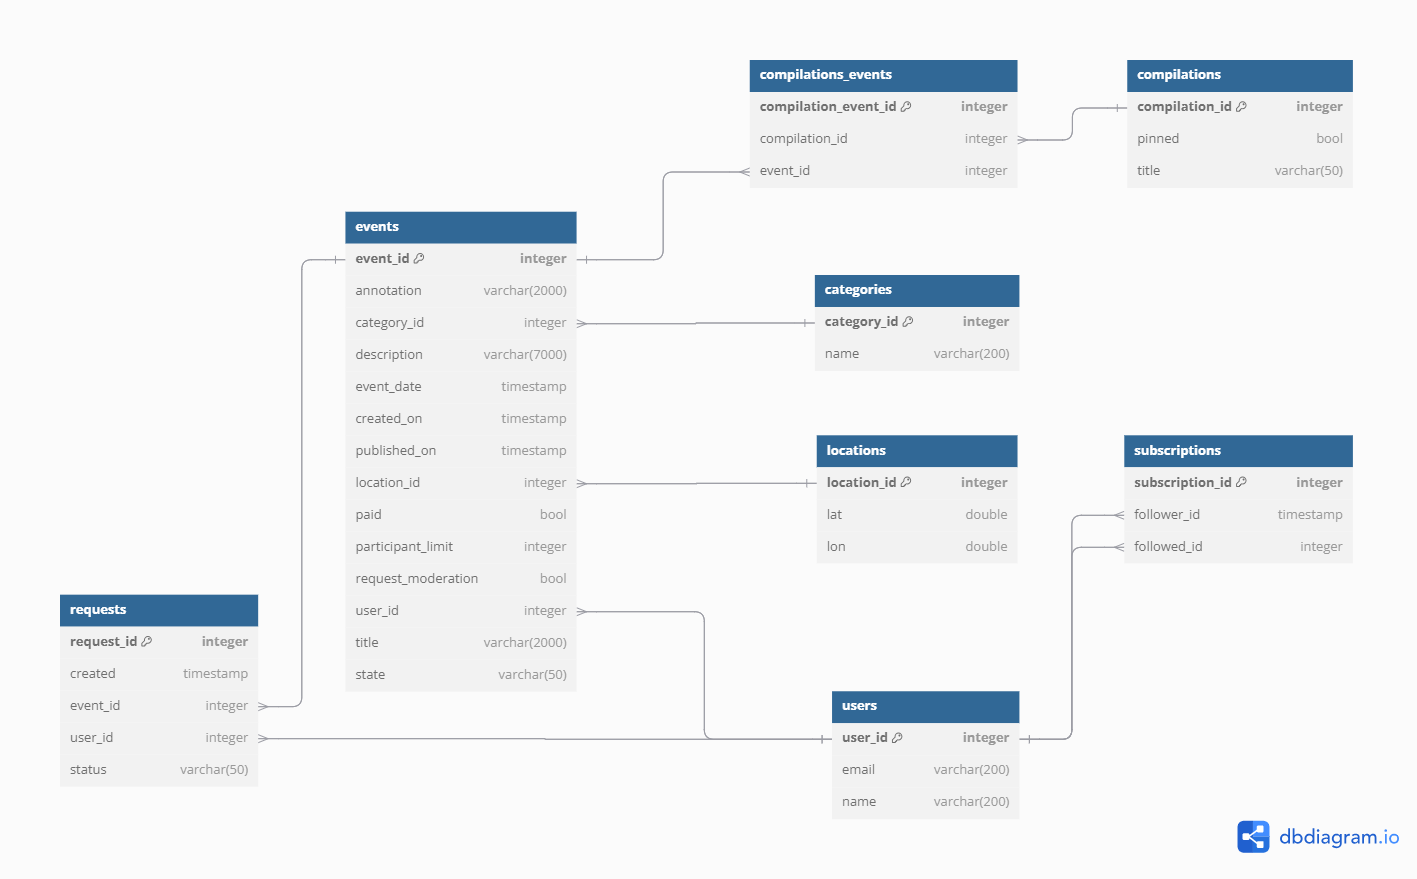 compilations_events
compilation_event_id integer
compilation_id integer
event_id integer
compilations
compilation_id integer
pinned bool
title varchar(50)
events
event_id integer
annotation varchar(2000)
category_id integer
description varchar(7000)
event_date timestamp
created_on timestamp
published_on timestamp
location_id integer
paid bool
participant_limit integer
request_moderation bool
user_id integer
title varchar(2000)
state varchar(50)
categories
category_id integer
name varchar(200)
locations
location_id integer
lat double
lon double
subscriptions
subscription_id integer
follower_id timestamp
followed_id integer
requests
request_id integer
created timestamp
event_id integer
user_id integer
status varchar(50)
users
user_id integer
email varchar(200)
name varchar(200)
dbdiagram.io